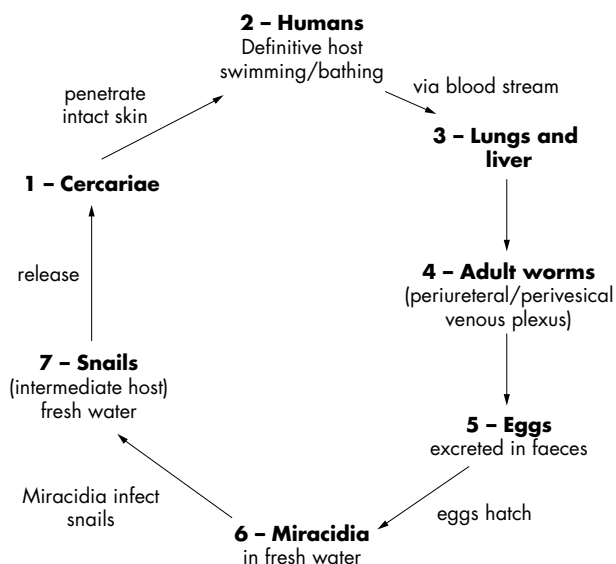 2 – Humans
Definitive host
swimming/bathing
via blood stream
3 – Lungs and
liver
4 – Adult worms
(periureteral/perivesical
venous plexus)
5 – Eggs
excreted in faeces
eggs hatch
6 – Miracidia
in fresh water
Miracidia infect
snails
7 – Snails
(intermediate host)
fresh water
release
1 – Cercariae
penetrate
intact skin